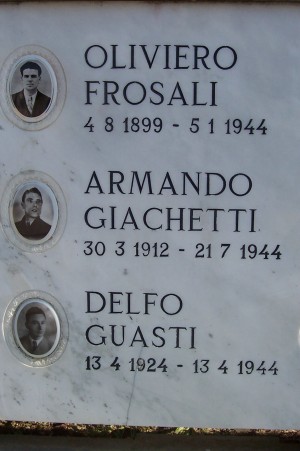 OLIVIERO
FROSALI
4 8 1899 - 5 1 1944
ARMANDO
GIACHETTI
30 3 1912 - 21 7 1944
DELFO
GUASTI
13 4 1924 - 13 4 1944